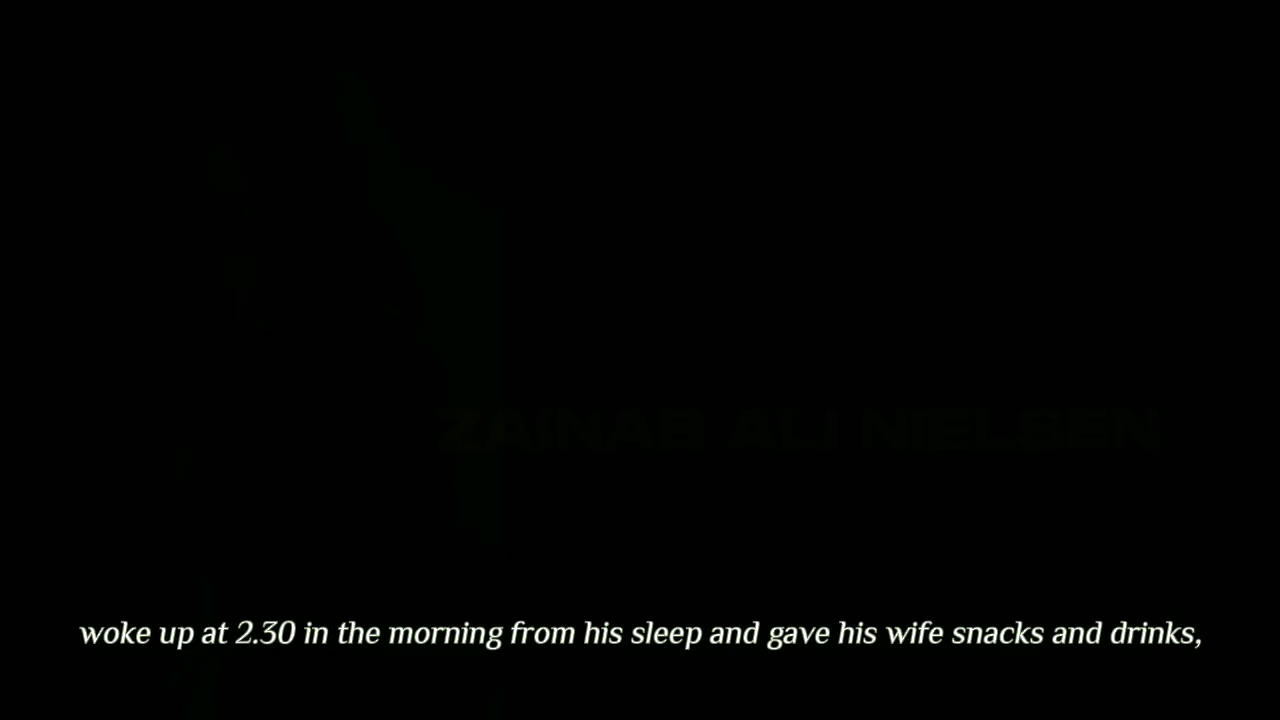 ZAINAB ALI NIELSEN
woke up at 2.30 in the morning from his sleep and gave his wife snacks and drinks,